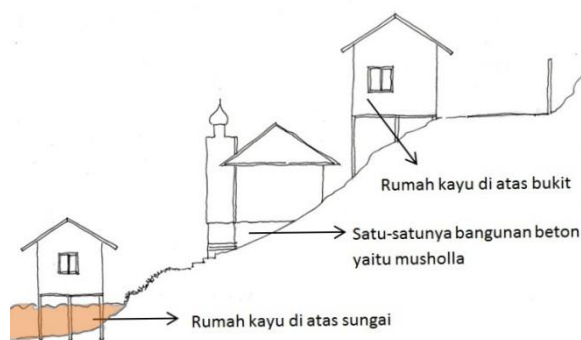 Rumah kayu di atas bukit
Satu-satunya bangunan beton
yaitu musholla
Rumah kayu di atas sungai